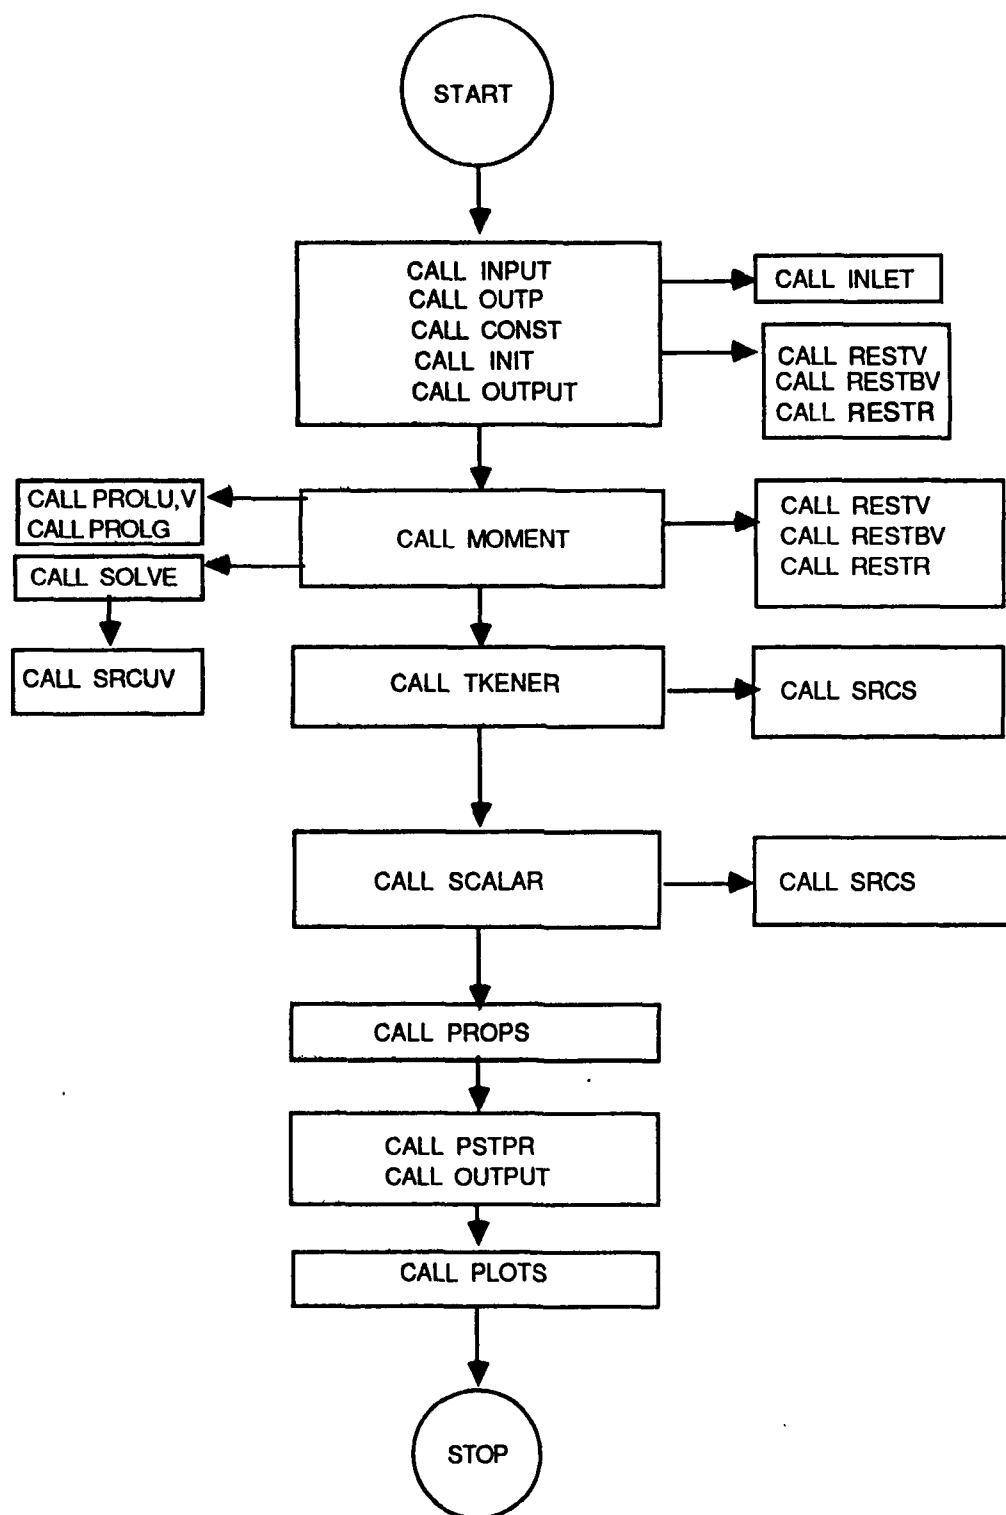 START
CALL INPUT
CALL OUTP
CALL CONST
CALL INIT
CALL OUTPUT
CALL INLET
CALL RESTV
CALL RESTBV
CALL RESTR
CALL PROLU,V
CALL PROLG
CALL SOLVE
CALL SRCUV
CALL MOMENT
CALL RESTV
CALL RESTBV
CALL RESTR
CALL TKENER
CALL SRCS
CALL SCALAR
CALL SRCS
CALL PROPS
CALL PSTPR
CALL OUTPUT
CALL PLOTS
STOP